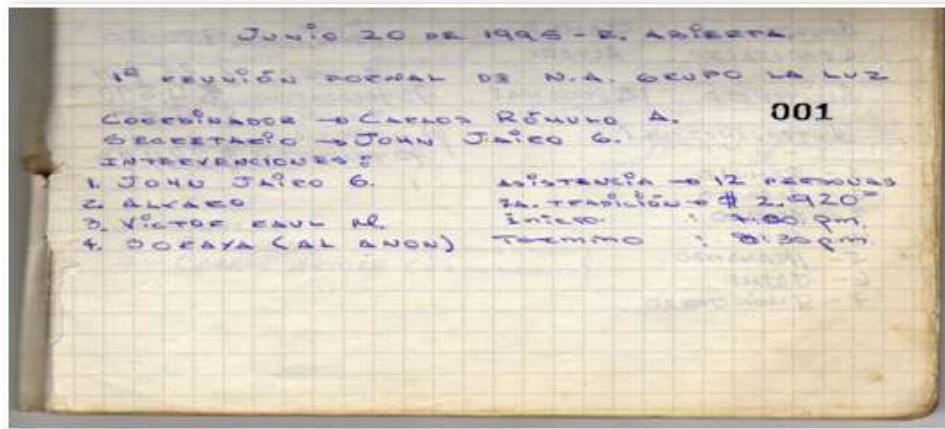 JUNIO 20 DE 1995 - R. ABIERTA.
1ª REUNIÓN FORMAL DE N.A. GRUPO LA LUZ
COORDINADOR → CARLOS RÓMULO A.
001
SECRETARIO → JOHN JAIRO G.
INTERVENCIONES:
1. JOHN JAIRO G.
ASISTENCIA → 12 PERSONAS
2. ALVARO
7A. TRADICIÓN → $ 2.920=
3. VICTOR RAUL M.
INICIO : 7:00 pm.
4. SORAYA (AL ANON)
TERMINO : 8:30 pm.